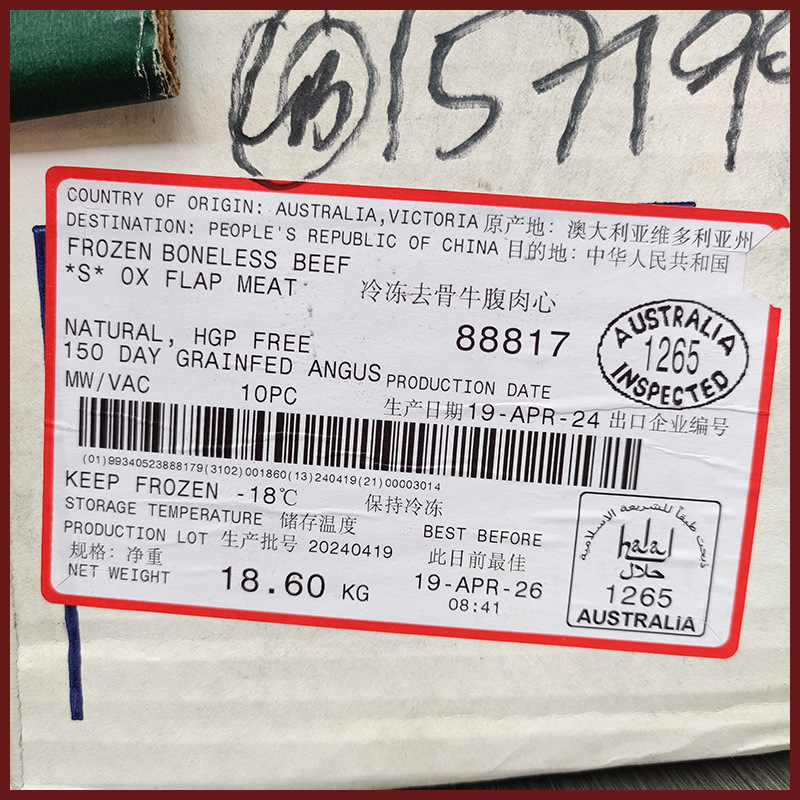 15719
COUNTRY OF ORIGIN: AUSTRALIA,VICTORIA 原产地: 澳大利亚维多利亚州
DESTINATION: PEOPLE'S REPUBLIC OF CHINA 目的地: 中华人民共和国
FROZEN BONELESS BEEF
*S* OX FLAP MEAT 冷冻去骨牛腹肉心
NATURAL, HGP FREE 88817
150 DAY GRAINFED ANGUS PRODUCTION DATE
MW/VAC 10PC 生产日期 19-APR-24 出口企业编号
AUSTRALIA
1265
INSPECTED
(01)99340523888179(3102)001860(13)240419(21)00003014
KEEP FROZEN -18℃ 保持冷冻
STORAGE TEMPERATURE 储存温度
PRODUCTION LOT 生产批号 20240419
规格: 净重
NET WEIGHT 18.60 KG
BEST BEFORE
此日前最佳
19-APR-26
08:41
ذبحت طبقا للشريعة الإسلامية
halal
حلال
1265
AUSTRALIA